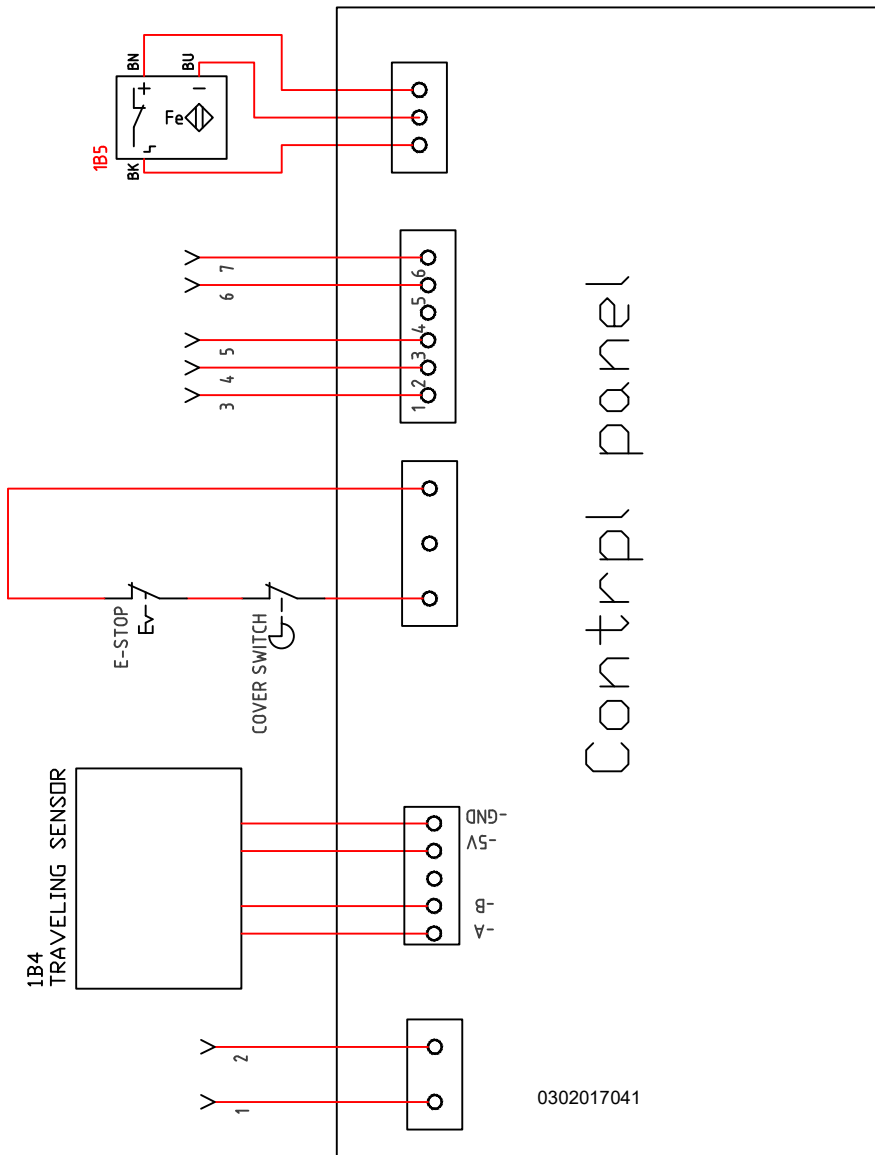 BN
BU
+
−
Fe
1B5
BK
7
6
5
4
3
6
5
4
3
2
1
E-STOP
COVER SWITCH
Contrpl panel
1B4
TRAVELING SENSOR
-GND
-5V
-B
-A
2
1
0302017041